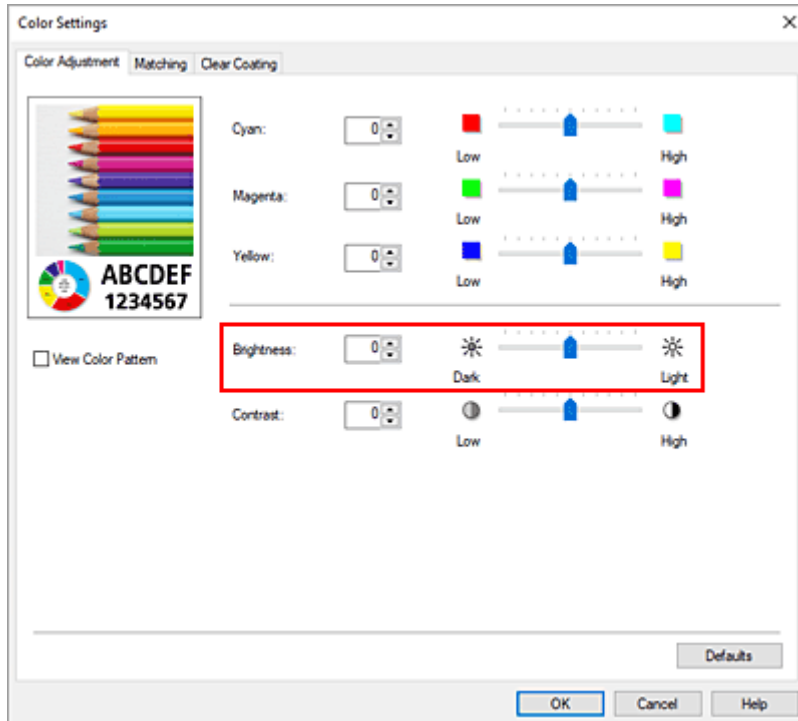 Color Settings
Color Adjustment Matching Clear Coating
Cyan: 0
Low High
Magenta: 0
Low High
Yellow: 0
Low High
ABCDEF
1234567
View Color Pattern
Brightness: 0
Dark Light
Contrast: 0
Low High
Defaults
OK Cancel Help